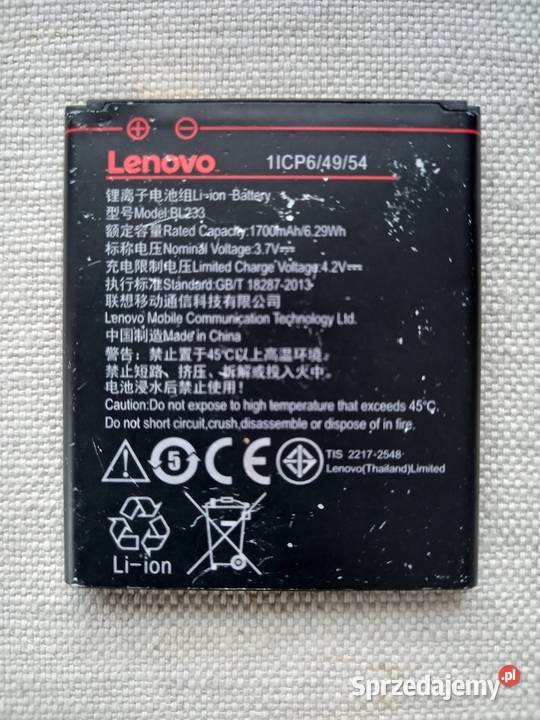 Lenovo 1ICP6/49/54
锂离子电池组Li-ion Battery
型号Model:BL233
额定容量Rated Capacity:1700mAh/6.29Wh
标称电压Nominal Voltage:3.7V⎓
充电限制电压Limited Charge Voltage:4.2V⎓
执行标准Standard:GB/T 18287-2013
联想移动通信科技有限公司
Lenovo Mobile Communication Technology Ltd.
中国制造Made in China
警告：禁止置于45℃以上高温环境。
禁止短路、挤压、拆解或投入火中。
电池浸水后禁止使用！
Caution:Do not expose to high temperature that exceeds 45℃.
Do not short circuit,crush,disassemble or dispose of in fire.
5 CE TIS 2217-2548
Lenovo(Thailand)Limited
Li-ion
Sprzedajemy.pl